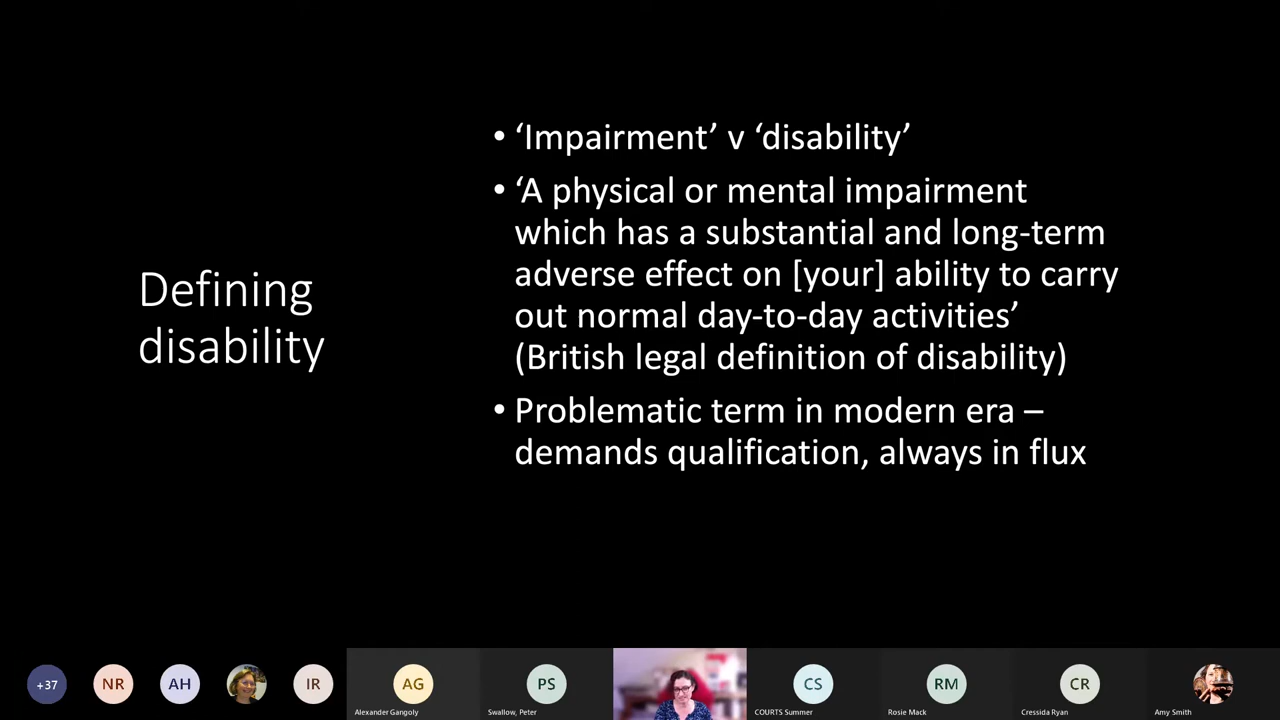 Defining
disability
• ‘Impairment’ v ‘disability’
• ‘A physical or mental impairment
which has a substantial and long-term
adverse effect on [your] ability to carry
out normal day-to-day activities’
(British legal definition of disability)
• Problematic term in modern era –
demands qualification, always in flux
+37
NR
AH
IR
AG
Alexander Gangoly
PS
Swallow, Peter
CS
COURTS Summer
RM
Rosie Mack
CR
Cressida Ryan
Amy Smith